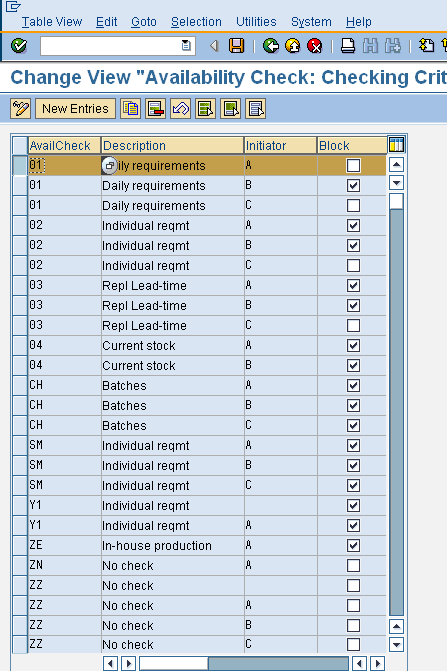 Table View Edit Goto Selection Utilities System Help
Change View "Availability Check: Checking Crit
New Entries
AvailCheck Description Initiator Block
01 ily requirements A
01 Daily requirements B
01 Daily requirements C
02 Individual reqmt A
02 Individual reqmt B
02 Individual reqmt C
03 Repl Lead-time A
03 Repl Lead-time B
03 Repl Lead-time C
04 Current stock A
04 Current stock B
CH Batches A
CH Batches B
CH Batches C
SM Individual reqmt A
SM Individual reqmt B
SM Individual reqmt C
Y1 Individual reqmt
Y1 Individual reqmt A
ZE In-house production A
ZN No check A
ZZ No check
ZZ No check A
ZZ No check B
ZZ No check C